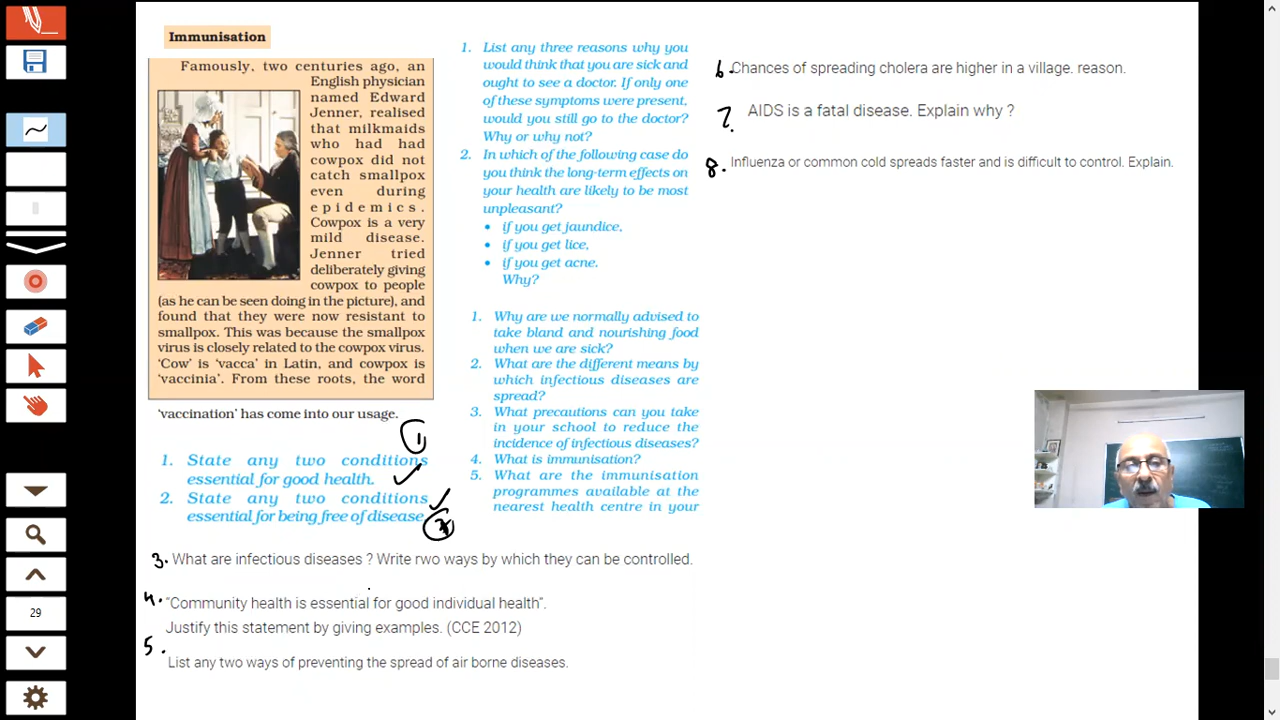 Immunisation
Famously, two centuries ago, an
English physician
named Edward
Jenner, realised
that milkmaids
who had had
cowpox did not
catch smallpox
even during
epidemics.
Cowpox is a very
mild disease.
Jenner tried
deliberately giving
cowpox to people
(as he can be seen doing in the picture), and
found that they were now resistant to
smallpox. This was because the smallpox
virus is closely related to the cowpox virus.
'Cow' is 'vacca' in Latin, and cowpox is
'vaccinia'. From these roots, the word
'vaccination' has come into our usage.
1
1. State any two conditions
essential for good health.
2. State any two conditions
essential for being free of disease.
3. What are infectious diseases ? Write rwo ways by which they can be controlled.
4. "Community health is essential for good individual health".
Justify this statement by giving examples. (CCE 2012)
5.
List any two ways of preventing the spread of air borne diseases.
1. List any three reasons why you
would think that you are sick and
ought to see a doctor. If only one
of these symptoms were present,
would you still go to the doctor?
Why or why not?
2. In which of the following case do
you think the long-term effects on
your health are likely to be most
unpleasant?
• if you get jaundice,
• if you get lice,
• if you get acne.
Why?
1. Why are we normally advised to
take bland and nourishing food
when we are sick?
2. What are the different means by
which infectious diseases are
spread?
3. What precautions can you take
in your school to reduce the
incidence of infectious diseases?
4. What is immunisation?
5. What are the immunisation
programmes available at the
nearest health centre in your
6. Chances of spreading cholera are higher in a village. reason.
7. AIDS is a fatal disease. Explain why ?
8. Influenza or common cold spreads faster and is difficult to control. Explain.
29